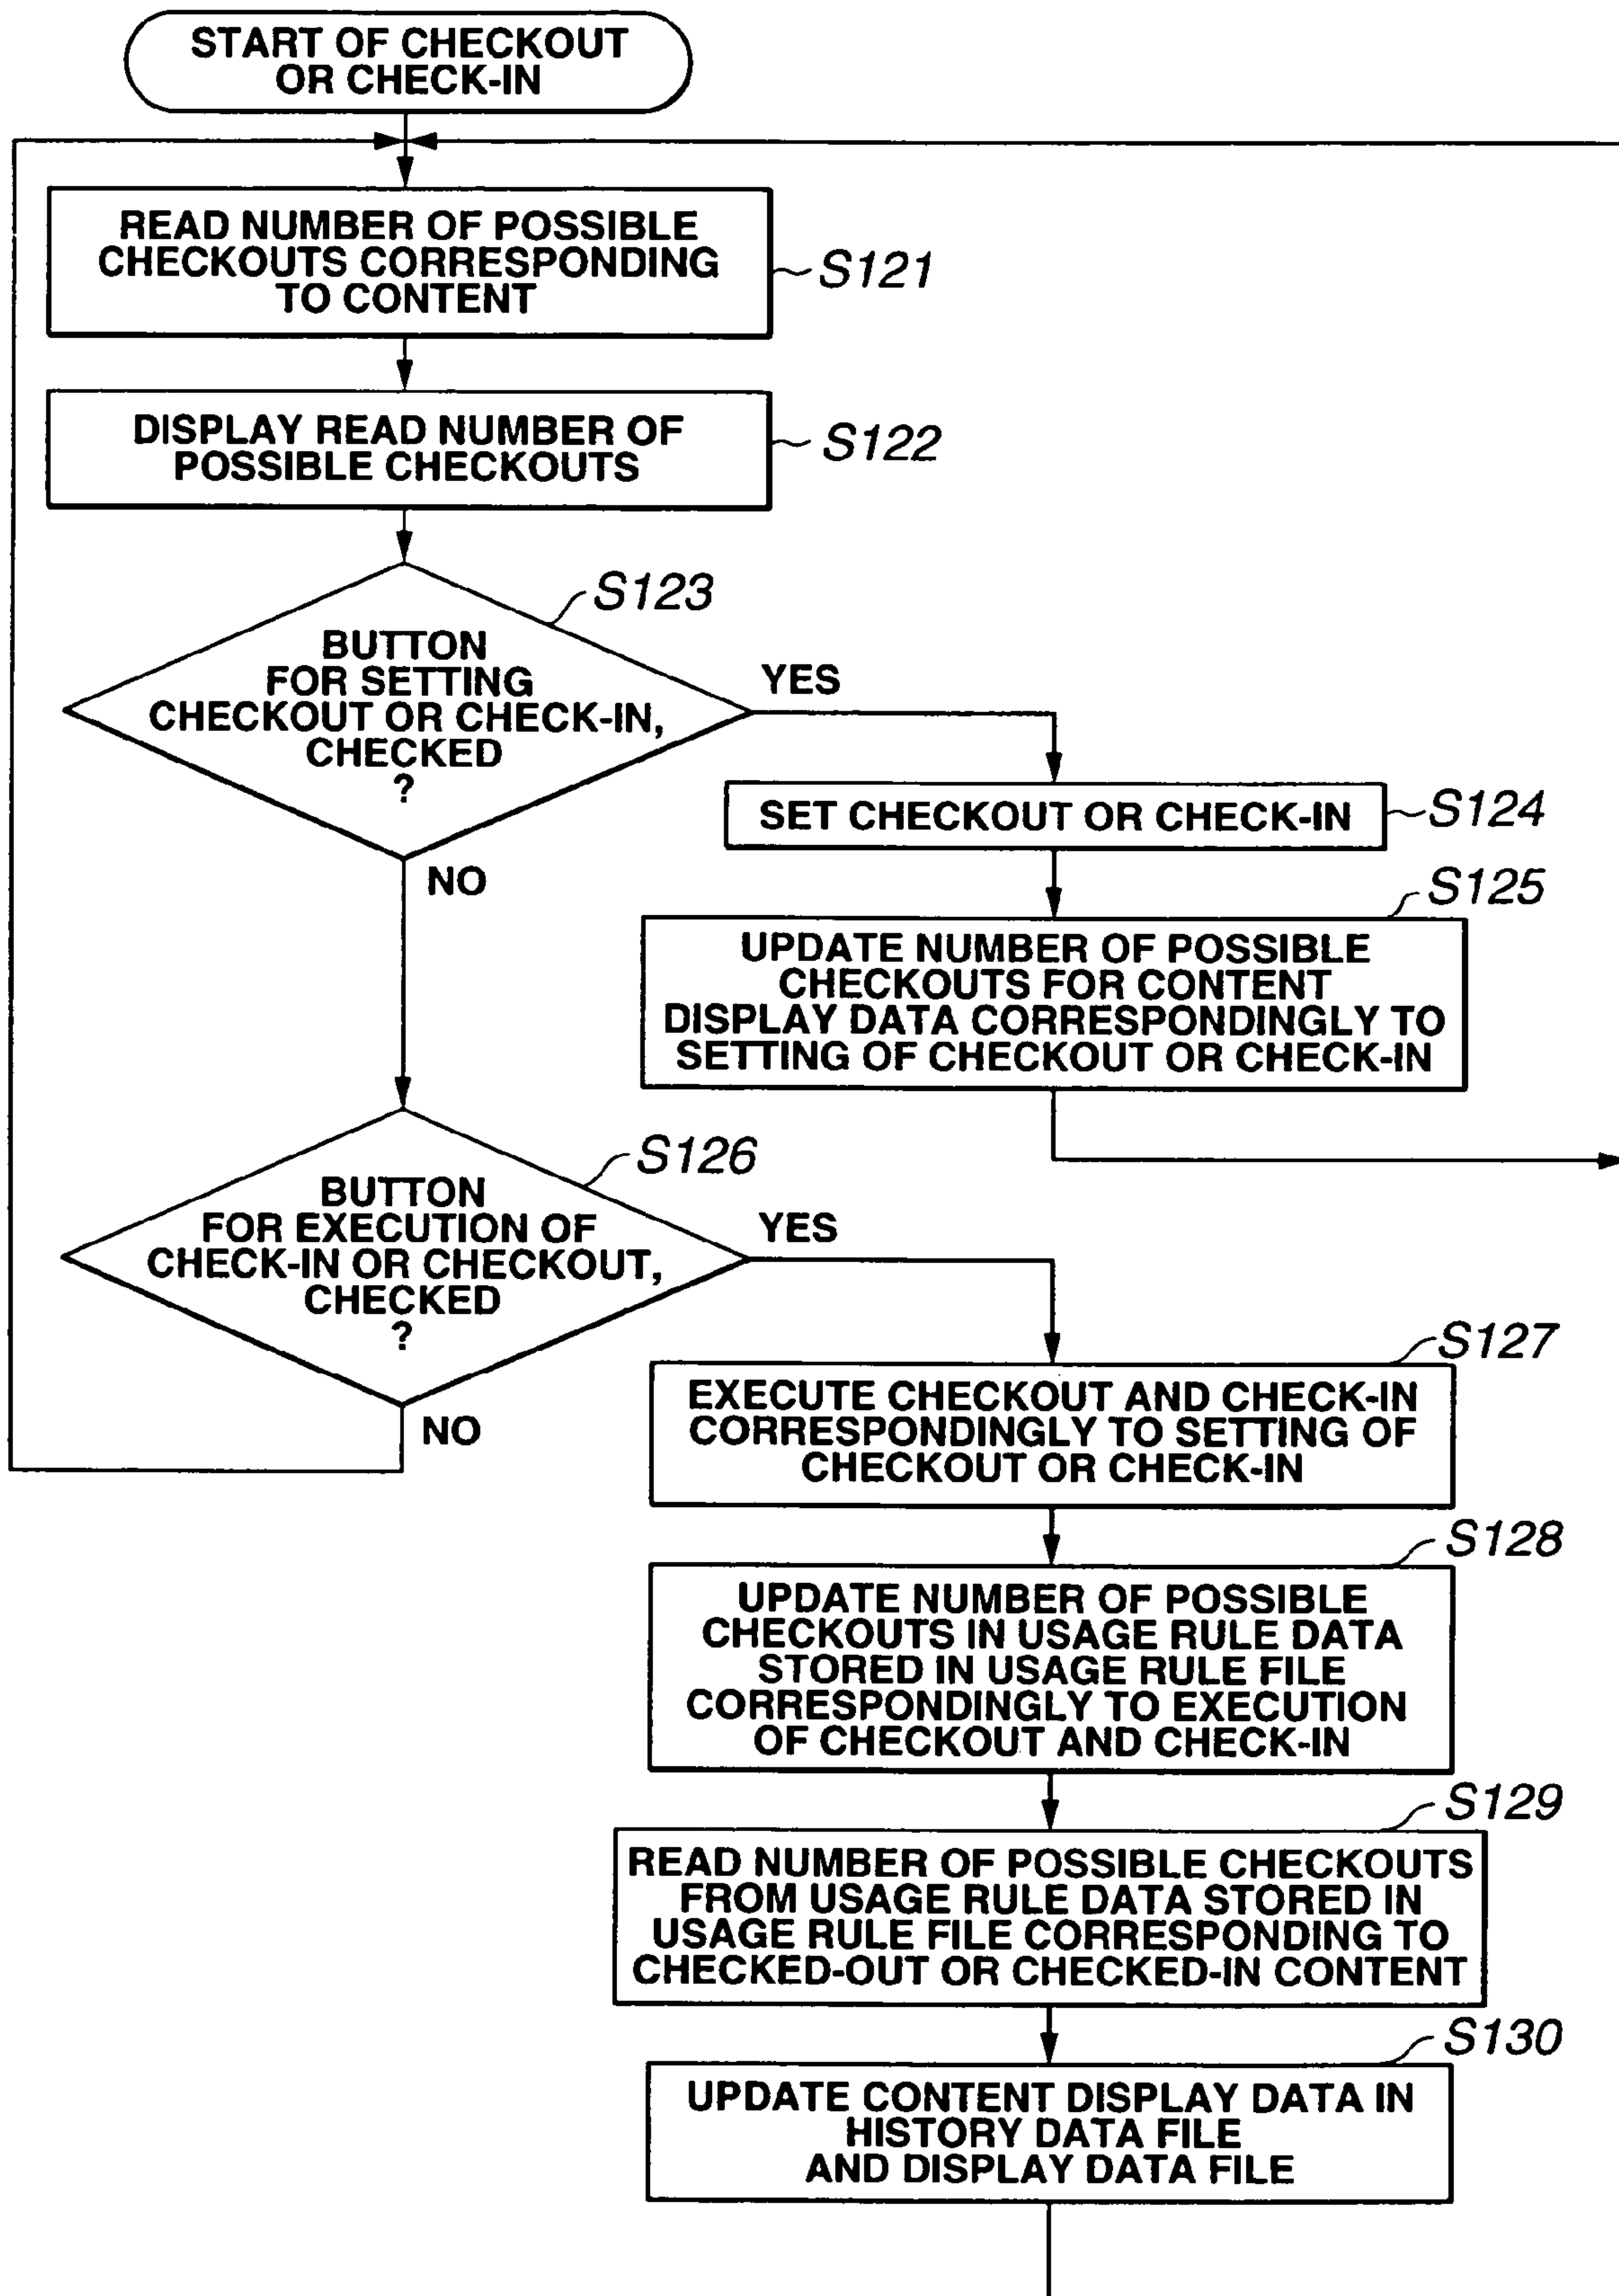 START OF CHECKOUT
OR CHECK-IN
READ NUMBER OF POSSIBLE
CHECKOUTS CORRESPONDING
TO CONTENT
S121
DISPLAY READ NUMBER OF
POSSIBLE CHECKOUTS
S122
S123
BUTTON
FOR SETTING
CHECKOUT OR CHECK-IN,
CHECKED
?
YES
NO
SET CHECKOUT OR CHECK-IN
S124
S125
UPDATE NUMBER OF POSSIBLE
CHECKOUTS FOR CONTENT
DISPLAY DATA CORRESPONDINGLY TO
SETTING OF CHECKOUT OR CHECK-IN
S126
BUTTON
FOR EXECUTION OF
CHECK-IN OR CHECKOUT,
CHECKED
?
YES
NO
S127
EXECUTE CHECKOUT AND CHECK-IN
CORRESPONDINGLY TO SETTING OF
CHECKOUT OR CHECK-IN
S128
UPDATE NUMBER OF POSSIBLE
CHECKOUTS IN USAGE RULE DATA
STORED IN USAGE RULE FILE
CORRESPONDINGLY TO EXECUTION
OF CHECKOUT AND CHECK-IN
S129
READ NUMBER OF POSSIBLE CHECKOUTS
FROM USAGE RULE DATA STORED IN
USAGE RULE FILE CORRESPONDING TO
CHECKED-OUT OR CHECKED-IN CONTENT
S130
UPDATE CONTENT DISPLAY DATA IN
HISTORY DATA FILE
AND DISPLAY DATA FILE